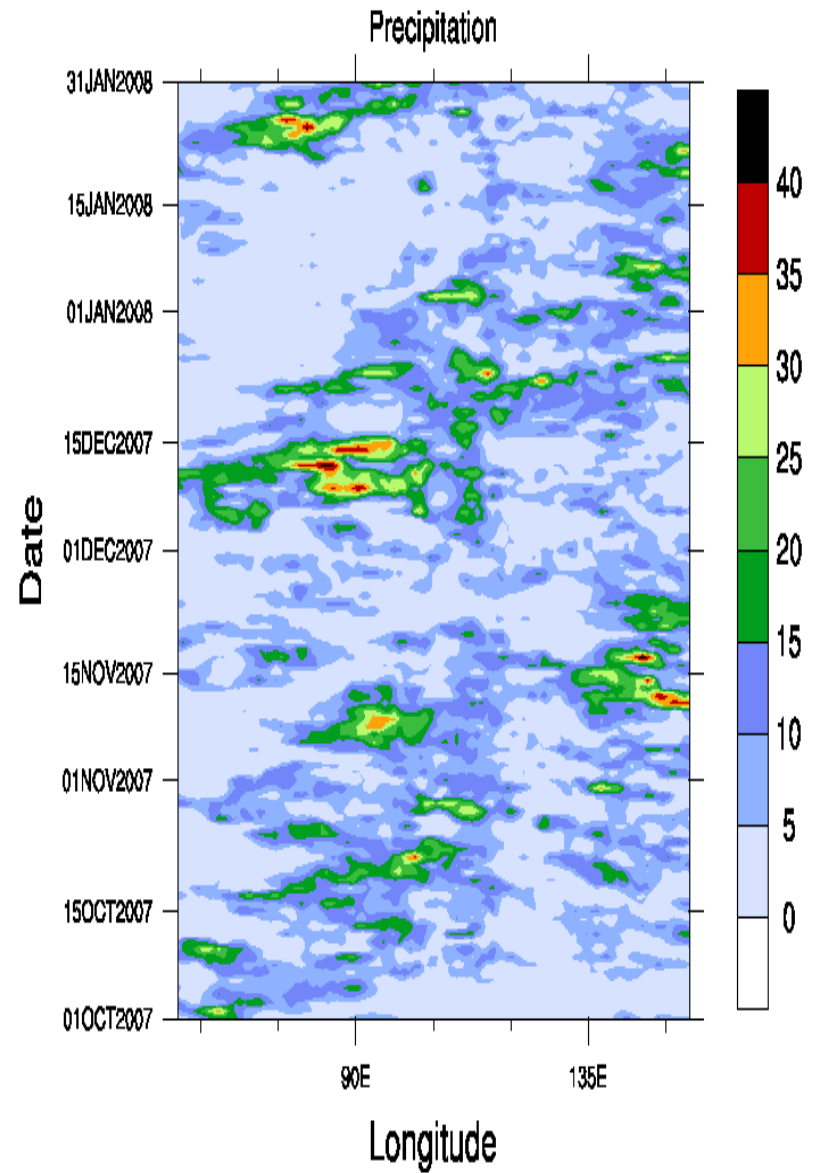 Precipitation
31JAN2008
15JAN2008
01JAN2008
15DEC2007
01DEC2007
15NOV2007
01NOV2007
15OCT2007
01OCT2007
Date
90E
135E
Longitude
40
35
30
25
20
15
10
5
0